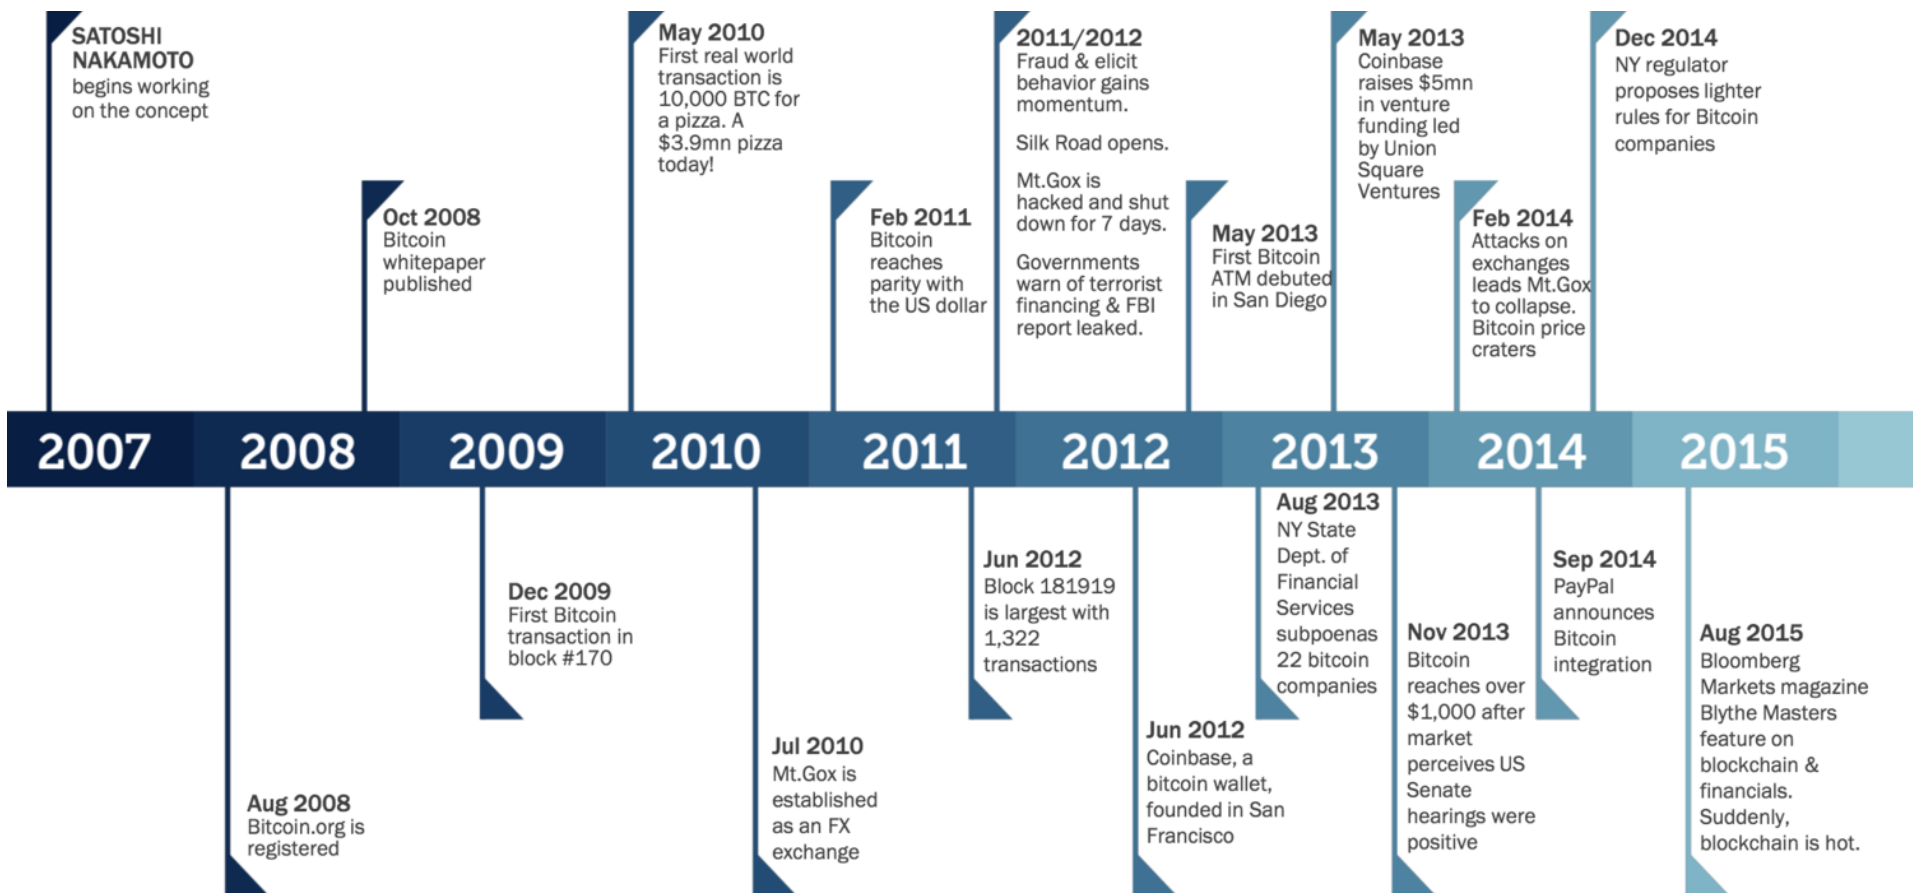 SATOSHI
NAKAMOTO
begins working
on the concept
Oct 2008
Bitcoin
whitepaper
published
May 2010
First real world
transaction is
10,000 BTC for
a pizza. A
$3.9mn pizza
today!
Feb 2011
Bitcoin
reaches
parity with
the US dollar
2011/2012
Fraud & elicit
behavior gains
momentum.
Silk Road opens.
Mt.Gox is
hacked and shut
down for 7 days.
Governments
warn of terrorist
financing & FBI
report leaked.
May 2013
First Bitcoin
ATM debuted
in San Diego
May 2013
Coinbase
raises $5mn
in venture
funding led
by Union
Square
Ventures
Feb 2014
Attacks on
exchanges
leads Mt.Gox
to collapse.
Bitcoin price
craters
Dec 2014
NY regulator
proposes lighter
rules for Bitcoin
companies
2007 2008 2009 2010 2011 2012 2013 2014 2015
Aug 2008
Bitcoin.org is
registered
Dec 2009
First Bitcoin
transaction in
block #170
Jul 2010
Mt.Gox is
established
as an FX
exchange
Jun 2012
Block 181919
is largest with
1,322
transactions
Jun 2012
Coinbase, a
bitcoin wallet,
founded in San
Francisco
Aug 2013
NY State
Dept. of
Financial
Services
subpoenas
22 bitcoin
companies
Nov 2013
Bitcoin
reaches over
$1,000 after
market
perceives US
Senate
hearings were
positive
Sep 2014
PayPal
announces
Bitcoin
integration
Aug 2015
Bloomberg
Markets magazine
Blythe Masters
feature on
blockchain &
financials.
Suddenly,
blockchain is hot.